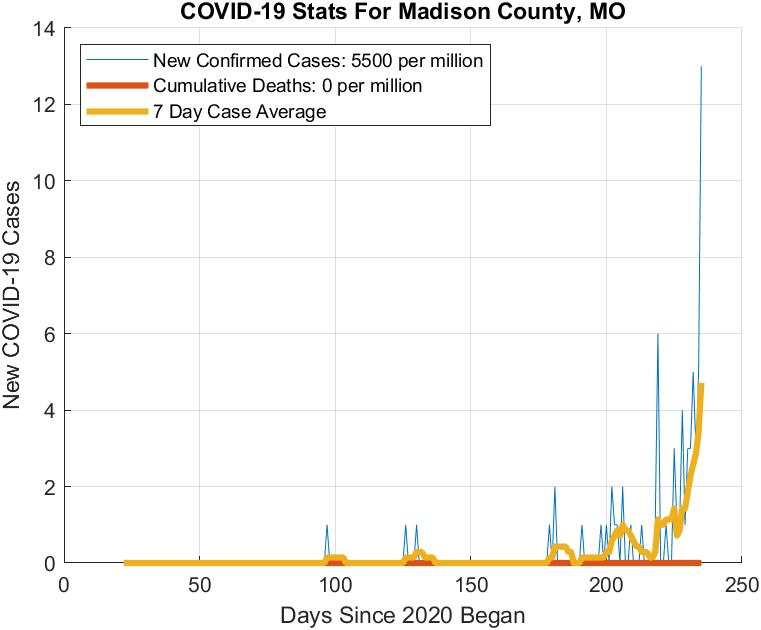 COVID-19 Stats For Madison County, MO
14
12
10
8
6
4
2
0
New COVID-19 Cases
New Confirmed Cases: 5500 per million
Cumulative Deaths: 0 per million
7 Day Case Average
0
50
100
150
200
250
Days Since 2020 Began